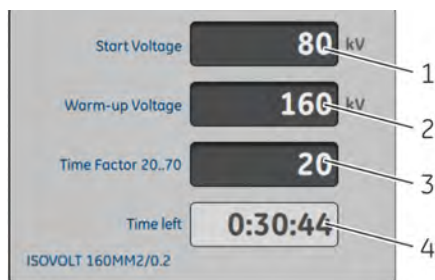 Start Voltage 80 kV 1
Warm-up Voltage 160 kV 2
Time Factor 20..70 20 3
Time left 0:30:44 4
ISOVOLT 160MM2/0.2